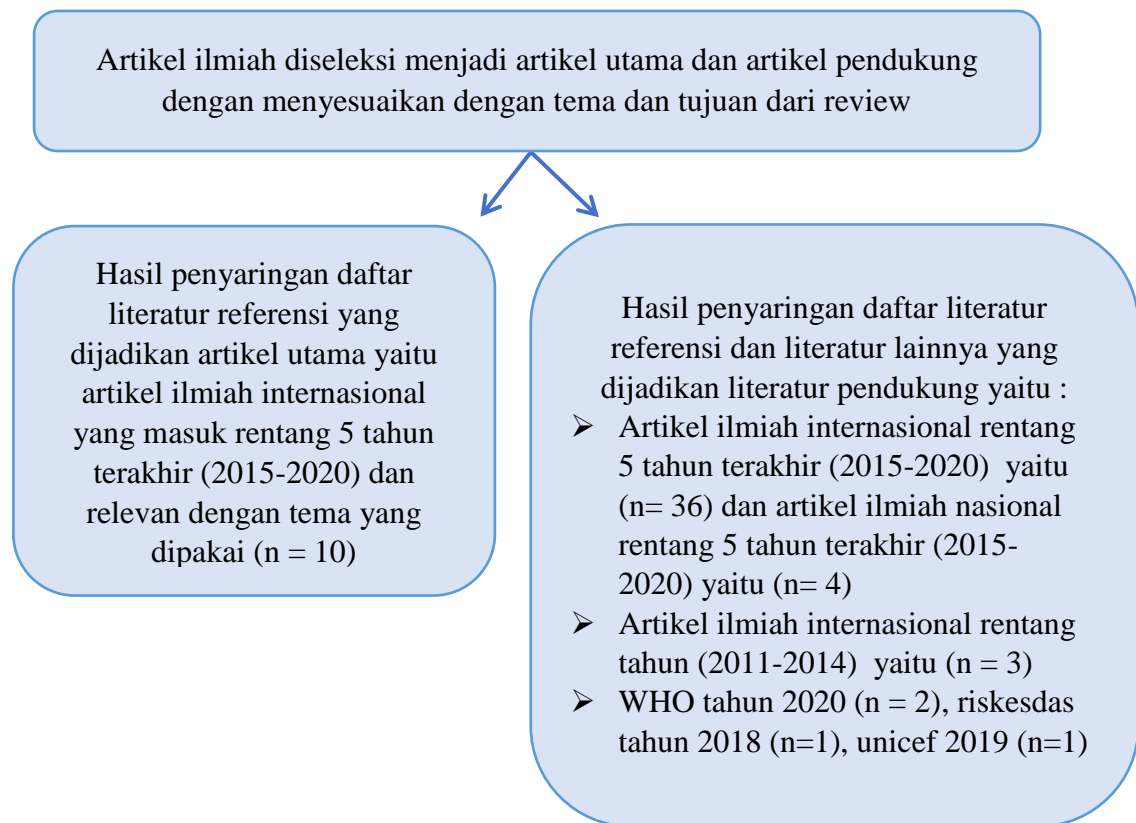 Artikel ilmiah diseleksi menjadi artikel utama dan artikel pendukung
dengan menyesuaikan dengan tema dan tujuan dari review
Hasil penyaringan daftar
literatur referensi yang
dijadikan artikel utama yaitu
artikel ilmiah internasional
yang masuk rentang 5 tahun
terakhir (2015-2020) dan
relevan dengan tema yang
dipakai (n = 10)
Hasil penyaringan daftar literatur
referensi dan literatur lainnya yang
dijadikan literatur pendukung yaitu :
➢ Artikel ilmiah internasional rentang
5 tahun terakhir (2015-2020) yaitu
(n= 36) dan artikel ilmiah nasional
rentang 5 tahun terakhir (2015-
2020) yaitu (n= 4)
➢ Artikel ilmiah internasional rentang
tahun (2011-2014) yaitu (n = 3)
➢ WHO tahun 2020 (n = 2), riskesdas
tahun 2018 (n=1), unicef 2019 (n=1)